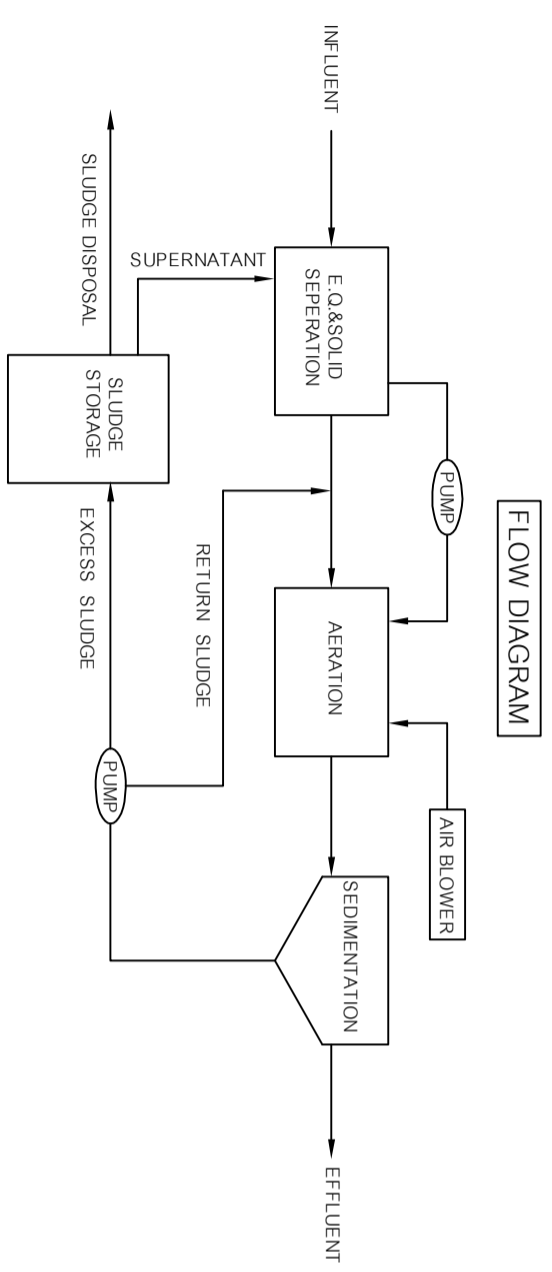 FLOW DIAGRAM
PUMP
AIR BLOWER
INFLUENT
E.Q.&SOLID
SEPERATION
AERATION
SEDIMENTATION
EFFLUENT
SUPERNATANT
RETURN SLUDGE
SLUDGE DISPOSAL
SLUDGE
STORAGE
EXCESS SLUDGE
PUMP